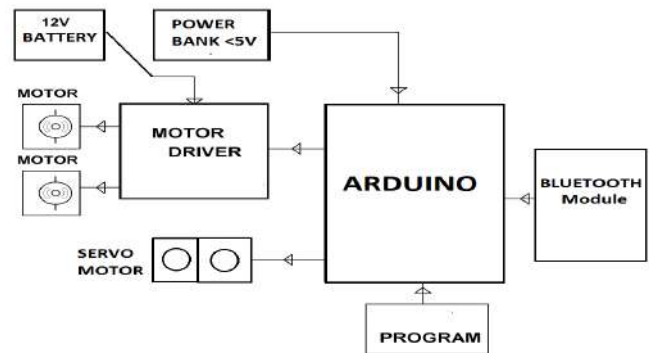 12V
BATTERY
POWER
BANK <5V
MOTOR
MOTOR
DRIVER
MOTOR
ARDUINO
BLUETOOTH
Module
SERVO
MOTOR
PROGRAM